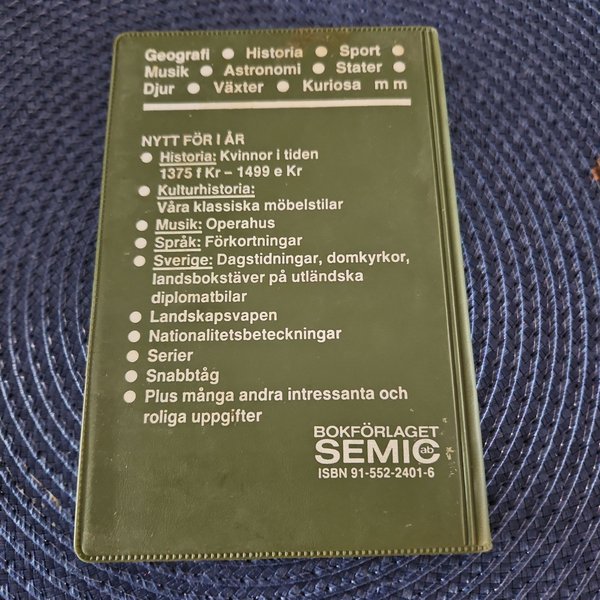 Geografi ● Historia ● Sport ●
Musik ● Astronomi ● Stater ●
Djur ● Växter ● Kuriosa m m
NYTT FÖR I ÅR
● Historia: Kvinnor i tiden
1375 f Kr – 1499 e Kr
● Kulturhistoria:
Våra klassiska möbelstilar
● Musik: Operahus
● Språk: Förkortningar
● Sverige: Dagstidningar, domkyrkor,
landsbokstäver på utländska
diplomatbilar
● Landskapsvapen
● Nationalitetsbeteckningar
● Serier
● Snabbtåg
● Plus många andra intressanta och
roliga uppgifter
BOKFÖRLAGET
SEMIC ab
ISBN 91-552-2401-6